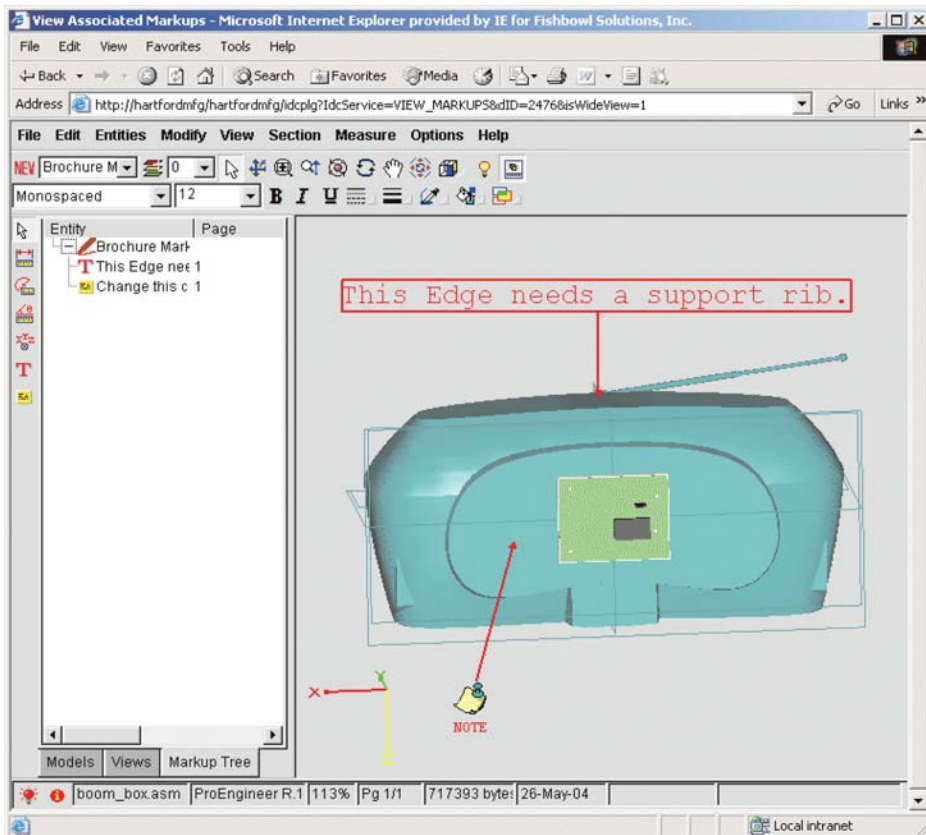 View Associated Markups - Microsoft Internet Explorer provided by IE for Fishbowl Solutions, Inc.
File Edit View Favorites Tools Help
Back Search Favorites Media
Address http://hartfordmfg/hartfordmfg/idcplg?IdcService=VIEW_MARKUPS&dID=2476&isWideView=1 Go Links »
File Edit Entities Modify View Section Measure Options Help
NEW Brochure M 0
Monospaced 12 B I U
Entity Page
Brochure Mark
T This Edge nee 1
Change this c 1
T
This Edge needs a support rib.
X Y
NOTE
Models Views Markup Tree
boom_box.asm ProEngineer R.1 113% Pg 1/1 717393 bytes 26-May-04
Local intranet